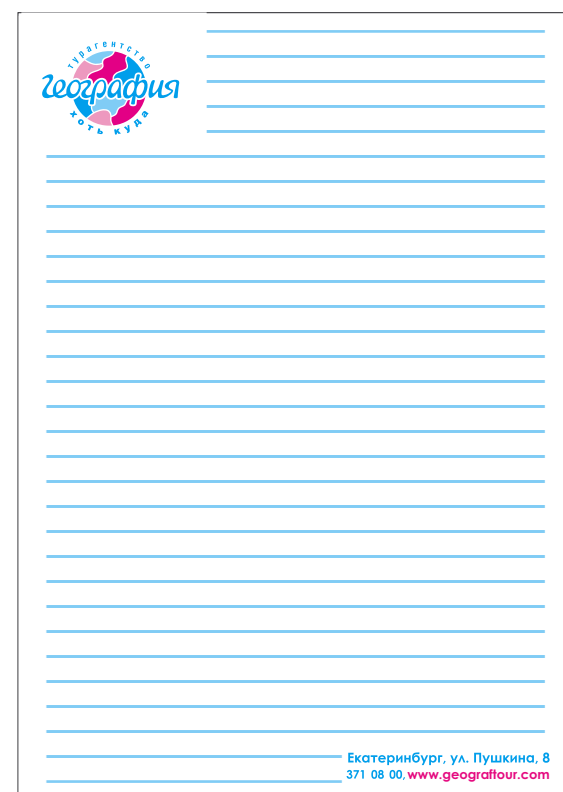 турагентство
география
хоть куда
Екатеринбург, ул. Пушкина, 8
371 08 00, www.geograftour.com